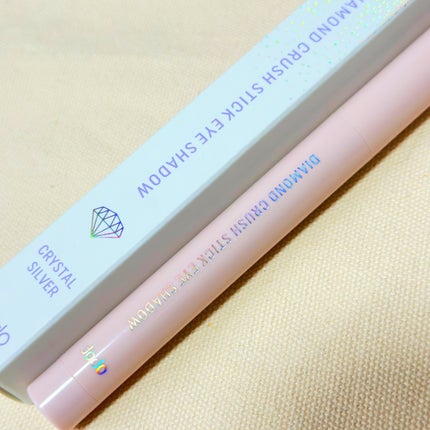 DIAMOND CRUSH STICK EYE SHADOW
CRYSTAL
SILVER
DIAMOND CRUSH STICK EYE SHADOW